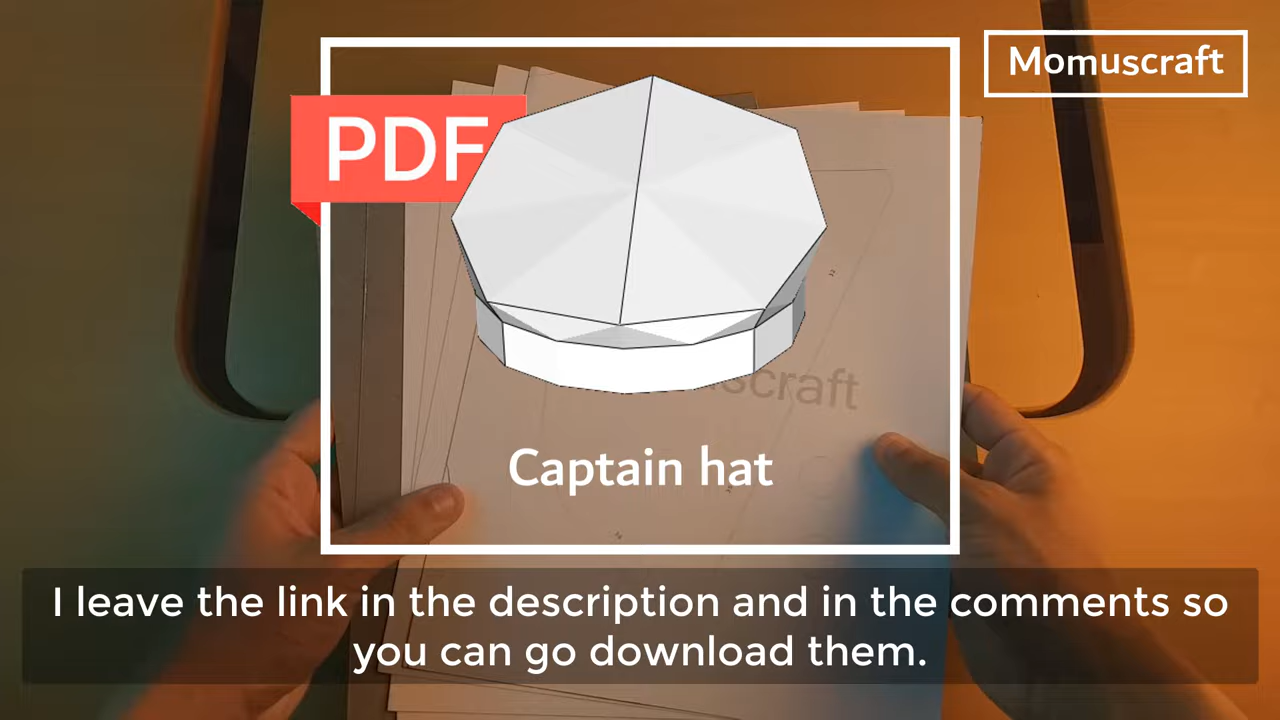 Momuscraft
PDF
scraft
Captain hat
I leave the link in the description and in the comments so
you can go download them.